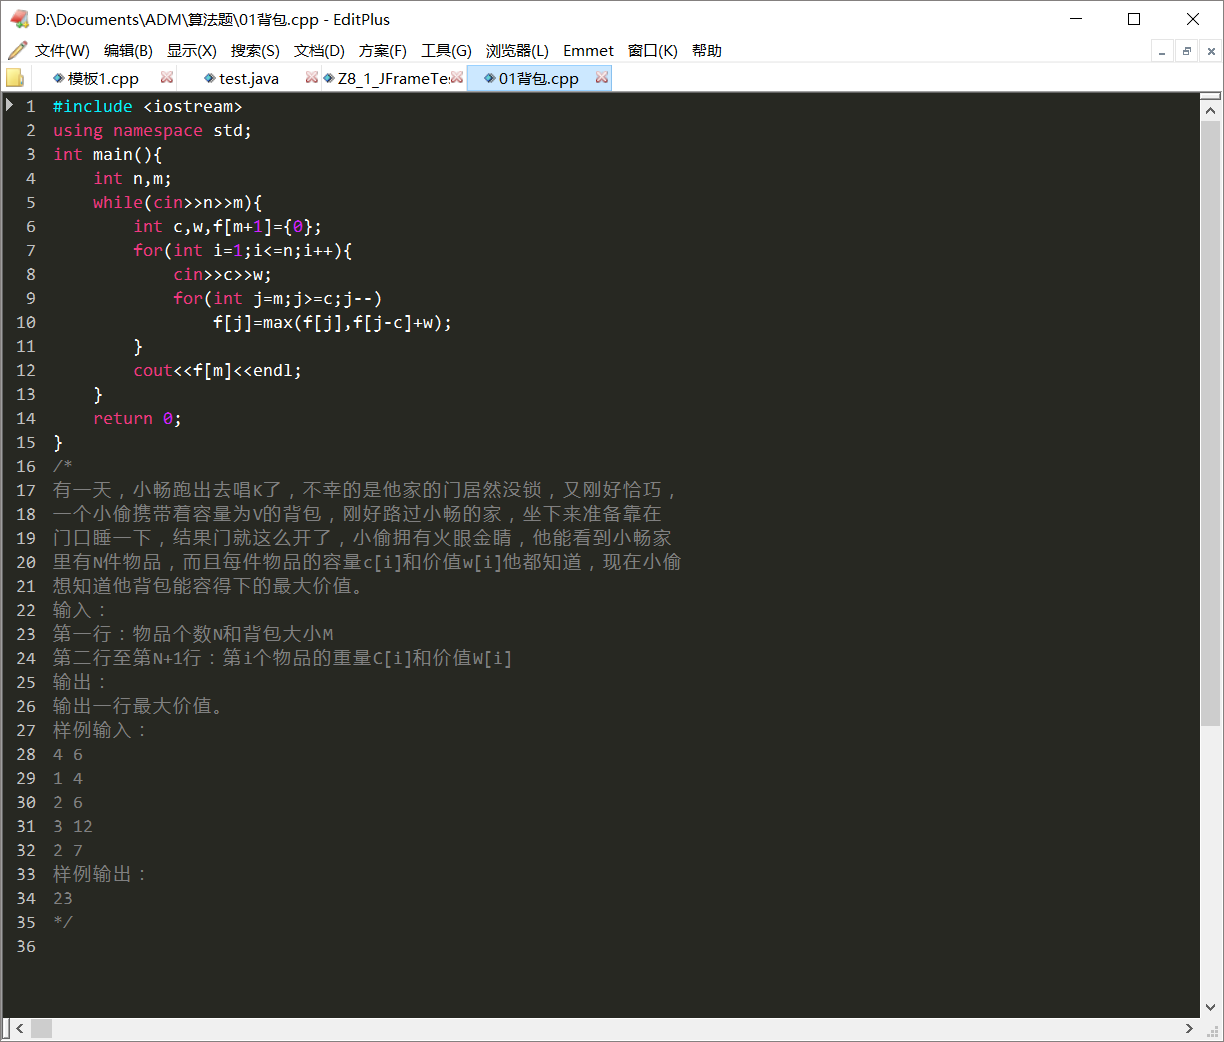 D:\Documents\ADM\算法题\01背包.cpp - EditPlus
文件(W) 编辑(B) 显示(X) 搜索(S) 文档(D) 方案(F) 工具(G) 浏览器(L) Emmet 窗口(K) 帮助
模板1.cpp test.java Z8_1_JFrameTe 01背包.cpp
1 #include <iostream>
2 using namespace std;
3 int main(){
4     int n,m;
5     while(cin>>n>>m){
6         int c,w,f[m+1]={0};
7         for(int i=1;i<=n;i++){
8             cin>>c>>w;
9             for(int j=m;j>=c;j--)
10                 f[j]=max(f[j],f[j-c]+w);
11         }
12         cout<<f[m]<<endl;
13     }
14     return 0;
15 }
16 /*
17 有一天，小畅跑出去唱K了，不幸的是他家的门居然没锁，又刚好恰巧，
18 一个小偷携带着容量为V的背包，刚好路过小畅的家，坐下来准备靠在
19 门口睡一下，结果门就这么开了，小偷拥有火眼金睛，他能看到小畅家
20 里有N件物品，而且每件物品的容量c[i]和价值w[i]他都知道，现在小偷
21 想知道他背包能容得下的最大价值。
22 输入：
23 第一行：物品个数N和背包大小M
24 第二行至第N+1行：第i个物品的重量C[i]和价值W[i]
25 输出：
26 输出一行最大价值。
27 样例输入：
28 4 6
29 1 4
30 2 6
31 3 12
32 2 7
33 样例输出：
34 23
35 */
36